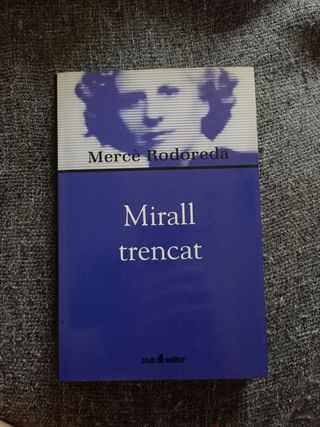 Mercè Rodoreda
Mirall
trencat
club editor